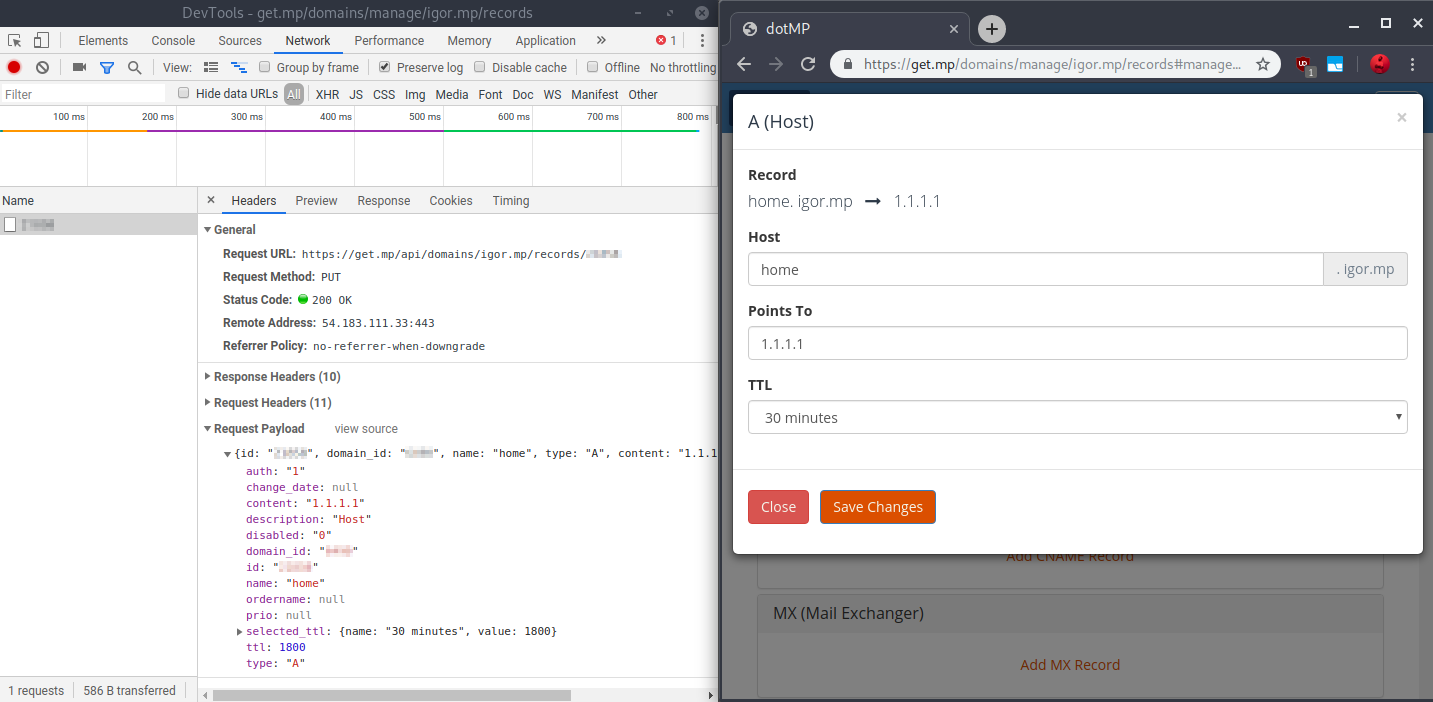 DevTools - get.mp/domains/manage/igor.mp/records
Elements Console Sources Network Performance Memory Application » 1
View: Group by frame Preserve log Disable cache Offline No throttling
Filter Hide data URLs All XHR JS CSS Img Media Font Doc WS Manifest Other
100 ms 200 ms 300 ms 400 ms 500 ms 600 ms 700 ms 800 ms
Name
× Headers Preview Response Cookies Timing
General
Request URL: https://get.mp/api/domains/igor.mp/records/
Request Method: PUT
Status Code: 200 OK
Remote Address: 54.183.111.33:443
Referrer Policy: no-referrer-when-downgrade
Response Headers (10)
Request Headers (11)
Request Payload view source
{id: "", domain_id: "", name: "home", type: "A", content: "1.1.1
auth: "1"
change_date: null
content: "1.1.1.1"
description: "Host"
disabled: "0"
domain_id: ""
id: ""
name: "home"
ordername: null
prio: null
selected_ttl: {name: "30 minutes", value: 1800}
ttl: 1800
type: "A"
1 requests 586 B transferred
dotMP
https://get.mp/domains/manage/igor.mp/records#manage...
UD
1
A (Host) ×
Record
home. igor.mp → 1.1.1.1
Host
home . igor.mp
Points To
1.1.1.1
TTL
30 minutes
Close Save Changes
Add CNAME Record
MX (Mail Exchanger)
Add MX Record